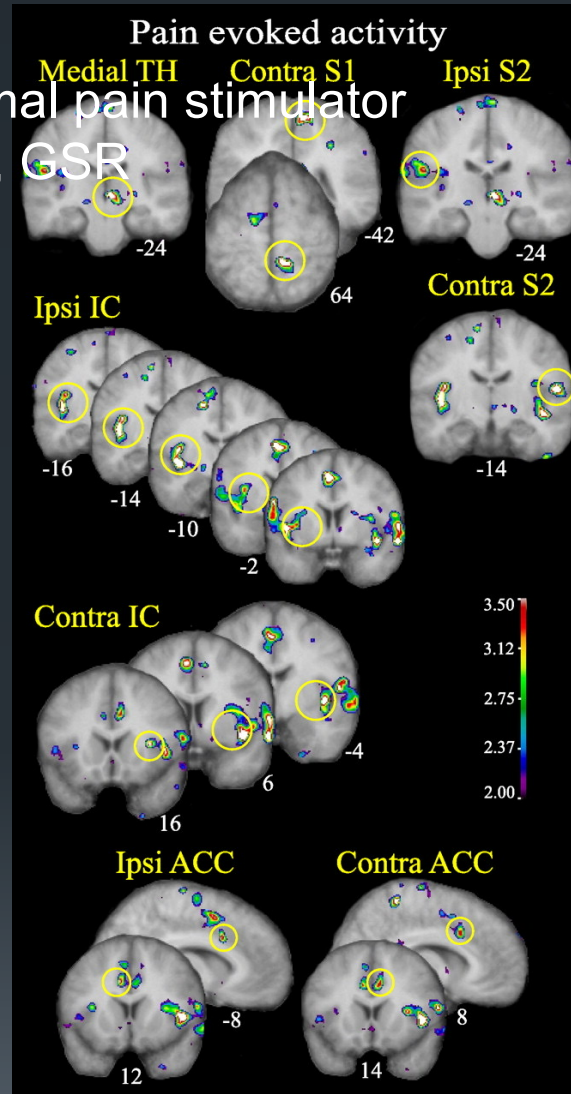 Pain evoked activity
Medial TH
Contra S1
Ipsi S2
pain stimulator
GSR
-24
-42
64
-24
Contra S2
Ipsi IC
-16
-14
-10
-2
-14
Contra IC
3.50
3.12
2.75
2.37
2.00
-4
6
16
Ipsi ACC
Contra ACC
-8
12
8
14